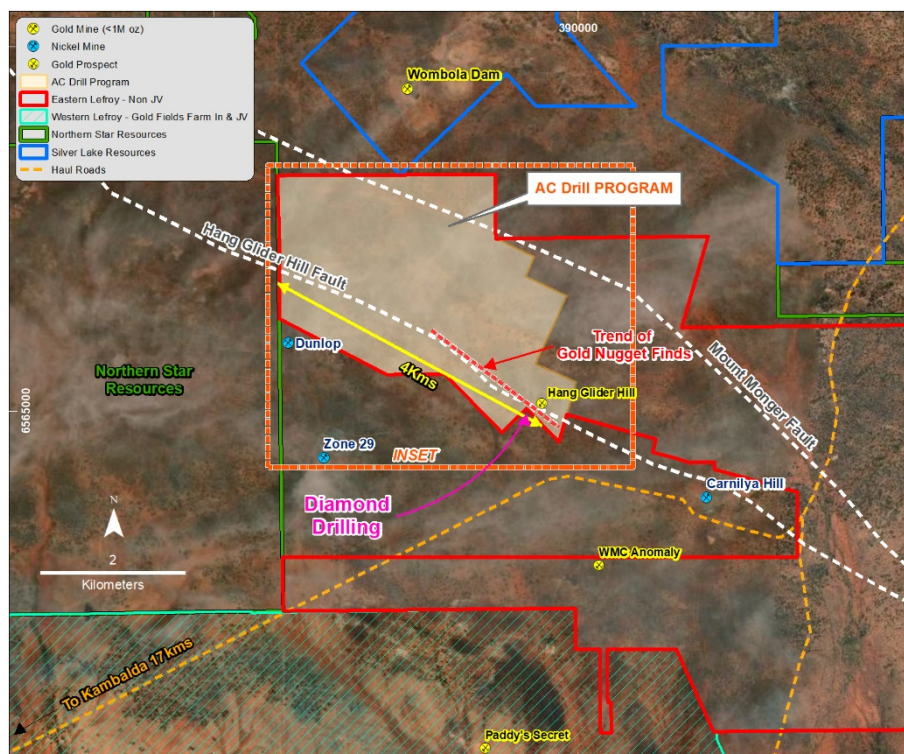 Gold Mine (<1M oz)
Nickel Mine
Gold Prospect
AC Drill Program
Eastern Lefroy - Non JV
Western Lefroy - Gold Fields Farm In & JV
Northern Star Resources
Silver Lake Resources
Haul Roads
390000
Wombola Dam
AC Drill PROGRAM
Hang Glider Hill Fault
Dunlop
Trend of
Gold Nugget Finds
Northern Star
Resources
4Kms
Mount Monger Fault
Hang Glider Hill
6565000
Zone 29
INSET
Carnilya Hill
Diamond
Drilling
N
2
Kilometers
WMC Anomaly
To Kambalda 17kms
Paddy's Secret